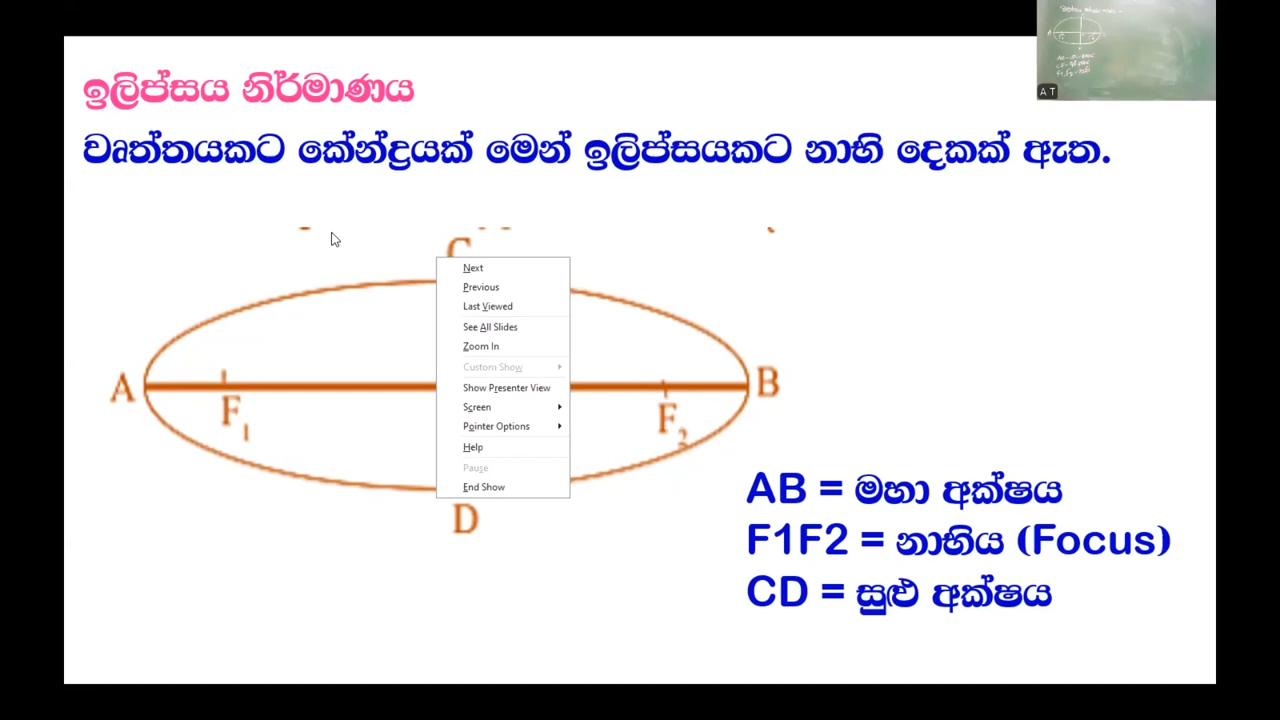 ඉලිප්සය නිර්මාණය
වෘත්තයකට කේන්ද්‍රයක් මෙන් ඉලිප්සයකට නාභි දෙකක් ඇත.
C
Next
Previous
Last Viewed
See All Slides
Zoom In
Custom Show
Show Presenter View
Screen
Pointer Options
Help
Pause
End Show
A
B
F1
F2
D
AB = මහා අක්ෂය
F1F2 = නාභිය (Focus)
CD = සුළු අක්ෂය
A T